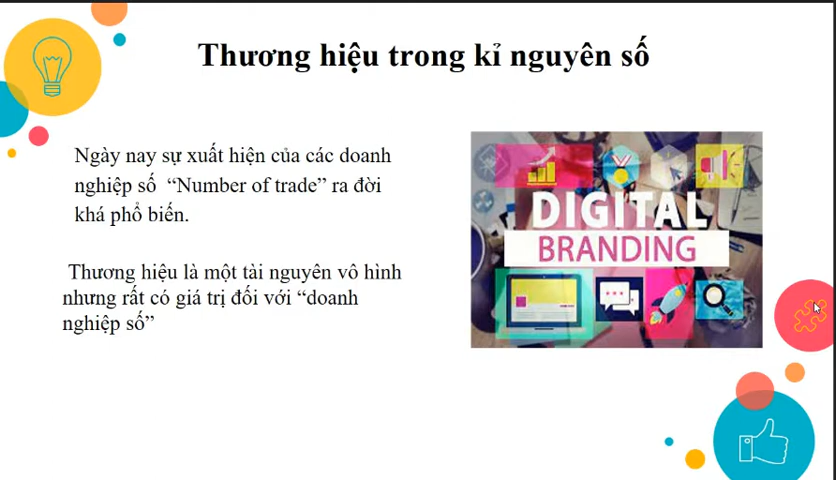 Thương hiệu trong kỉ nguyên số
Ngày nay sự xuất hiện của các doanh
nghiệp số “Number of trade” ra đời
khá phổ biến.
Thương hiệu là một tài nguyên vô hình
nhưng rất có giá trị đối với “doanh
nghiệp số”
DIGITAL
BRANDING